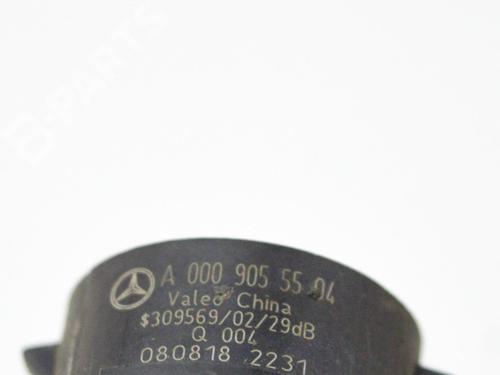 B-PARTS
A 000 905 55 04
Valeo China
$309569/02/29dB
Q 004
080818 2231